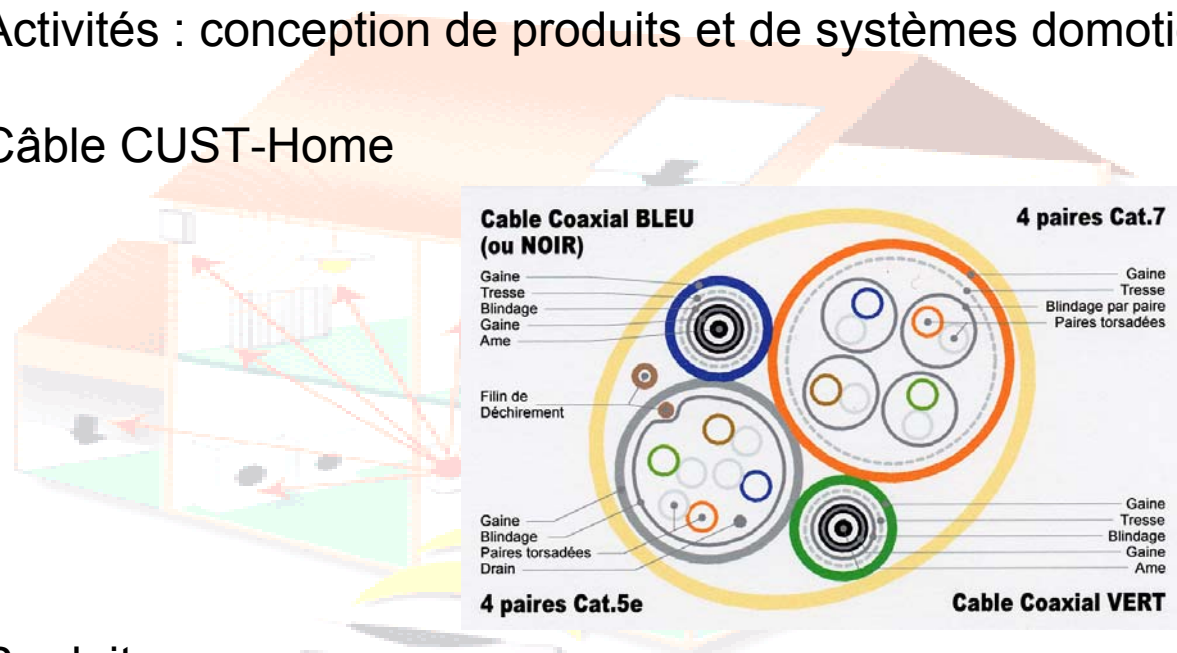 Activités : conception de produits et de systèmes
Câble CUST-Home
Cable Coaxial BLEU
(ou NOIR)
Gaine
Tresse
Blindage
Gaine
Ame
4 paires Cat.7
Gaine
Tresse
Blindage par paire
Paires torsadées
Filin de
Déchirement
Gaine
Blindage
Paires torsadées
Drain
4 paires Cat.5e
Gaine
Tresse
Blindage
Gaine
Ame
Cable Coaxial VERT